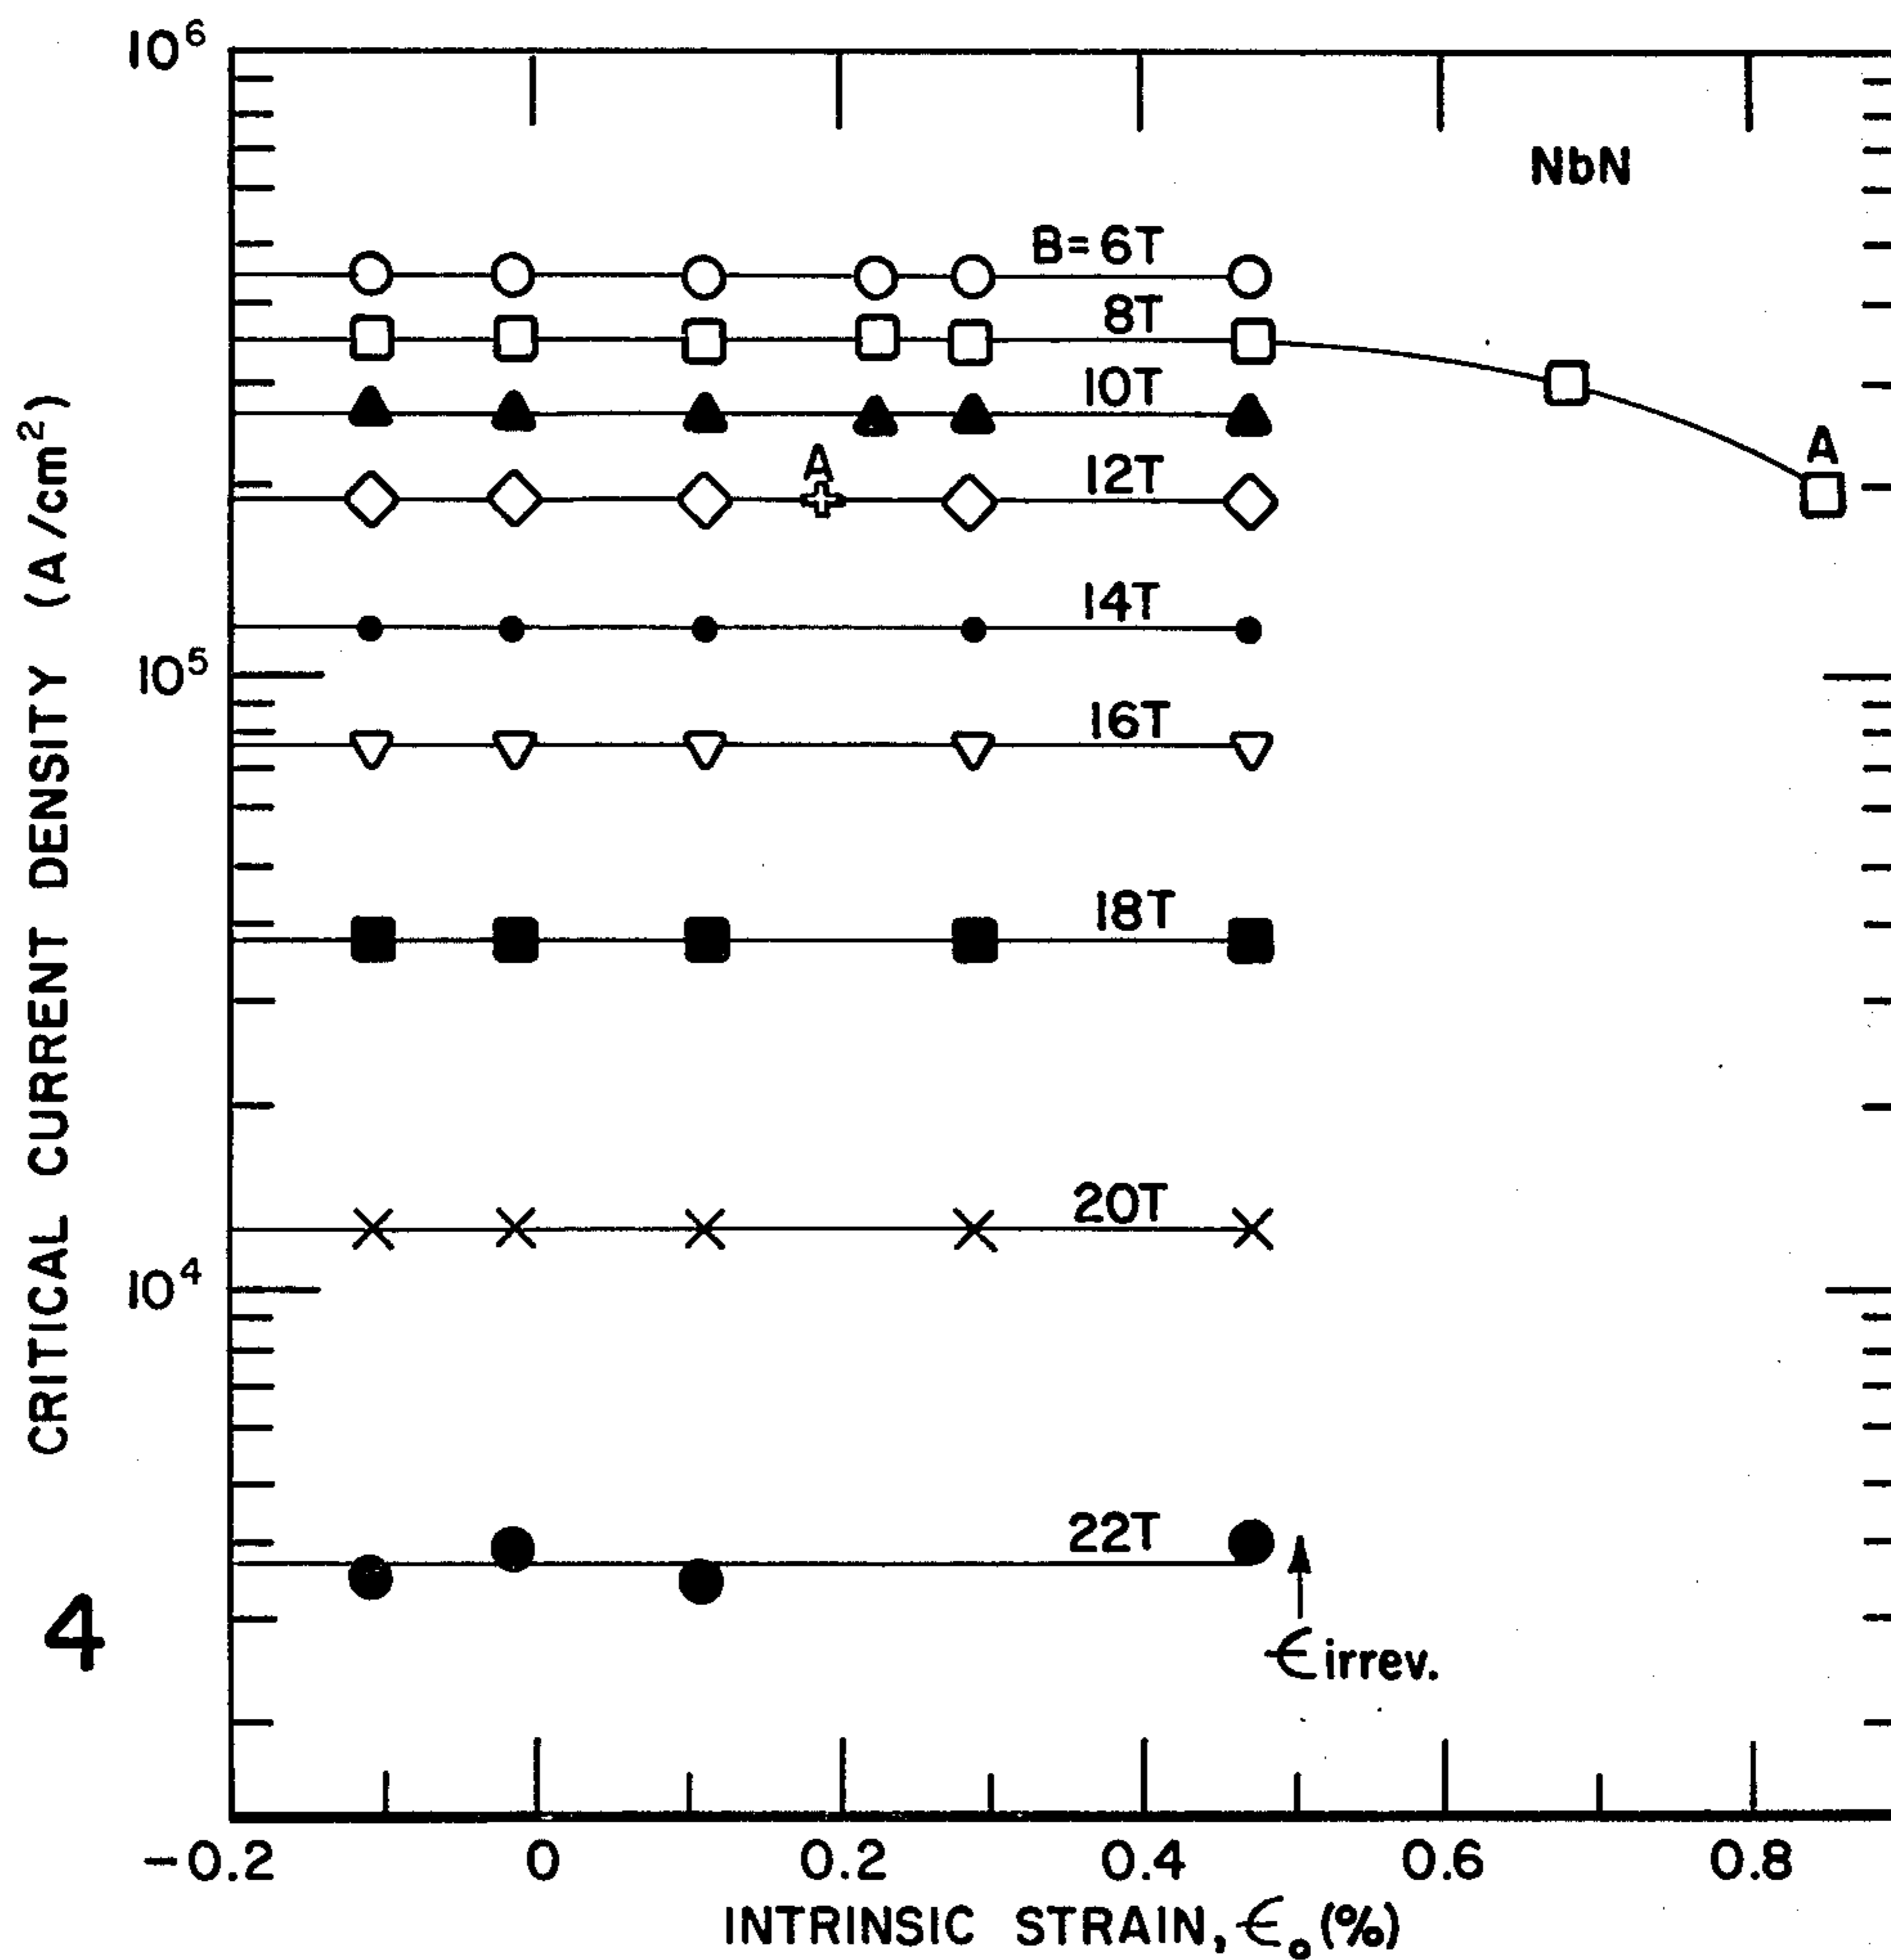 10⁶
NbN
B=6T
8T
10T
A
A
12T
14T
10⁵
16T
18T
20T
10⁴
22T
4
ϵ irrev.
CRITICAL CURRENT DENSITY (A/cm²)
-0.2 0 0.2 0.4 0.6 0.8
INTRINSIC STRAIN, ϵ₀ (%)